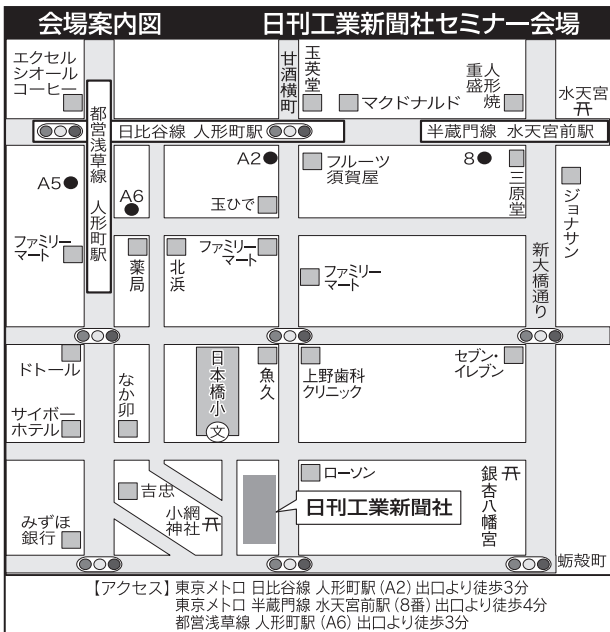 会場案内図 日刊工業新聞社セミナー会場
エクセル
シオール
コーヒー
甘酒横町
玉英堂
マクドナルド
人形焼
重盛
水天宮
都営浅草線 人形町駅
日比谷線 人形町駅
半蔵門線 水天宮前駅
A5
A6
A2
フルーツ
須賀屋
8
三原堂
ジョナサン
玉ひで
ファミリー
マート
薬局
北浜
ファミリー
マート
ファミリー
マート
新大橋通り
ドトール
なか卯
日本橋小
文
魚久
上野歯科
クリニック
セブン・
イレブン
サイボー
ホテル
吉忠
小網
神社
ローソン
銀杏八幡宮
日刊工業新聞社
みずほ
銀行
蛎殻町
【アクセス】東京メトロ 日比谷線 人形町駅(A2)出口より徒歩3分
東京メトロ 半蔵門線 水天宮前駅(8番)出口より徒歩4分
都営浅草線 人形町駅(A6)出口より徒歩3分